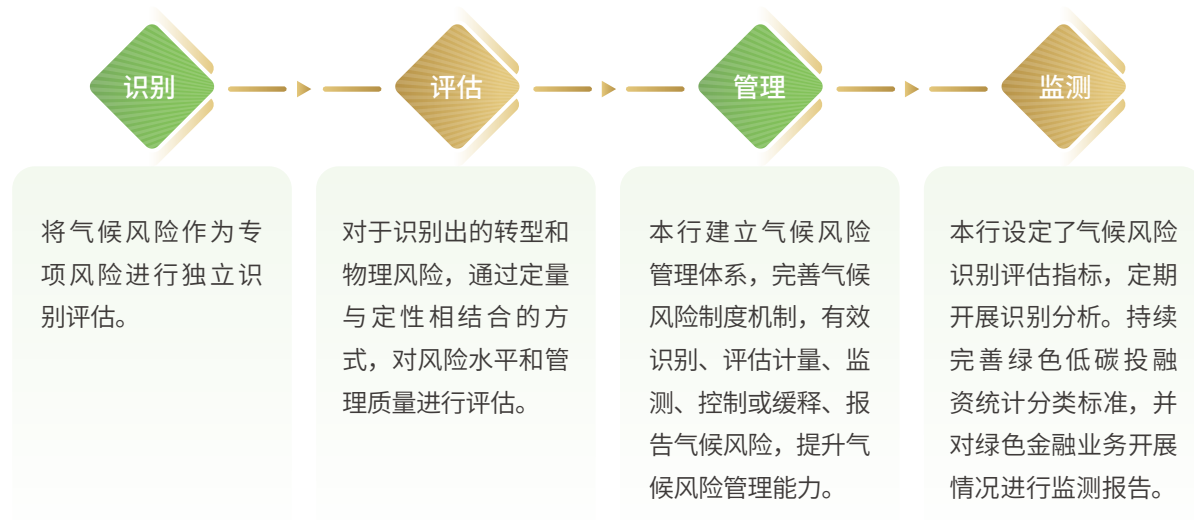 识别
评估
管理
监测
将气候风险作为专
项风险进行独立识
别评估。
对于识别出的转型和
物理风险，通过定量
与定性相结合的方
式，对风险水平和管
理质量进行评估。
本行建立气候风险
管理体系，完善气候
风险制度机制，有效
识别、评估计量、监
测、控制或缓释、报
告气候风险，提升气
候风险管理能力。
本行设定了气候风险
识别评估指标，定期
开展识别分析。持续
完善绿色低碳投融
资统计分类标准，并
对绿色金融业务开展
情况进行监测报告。